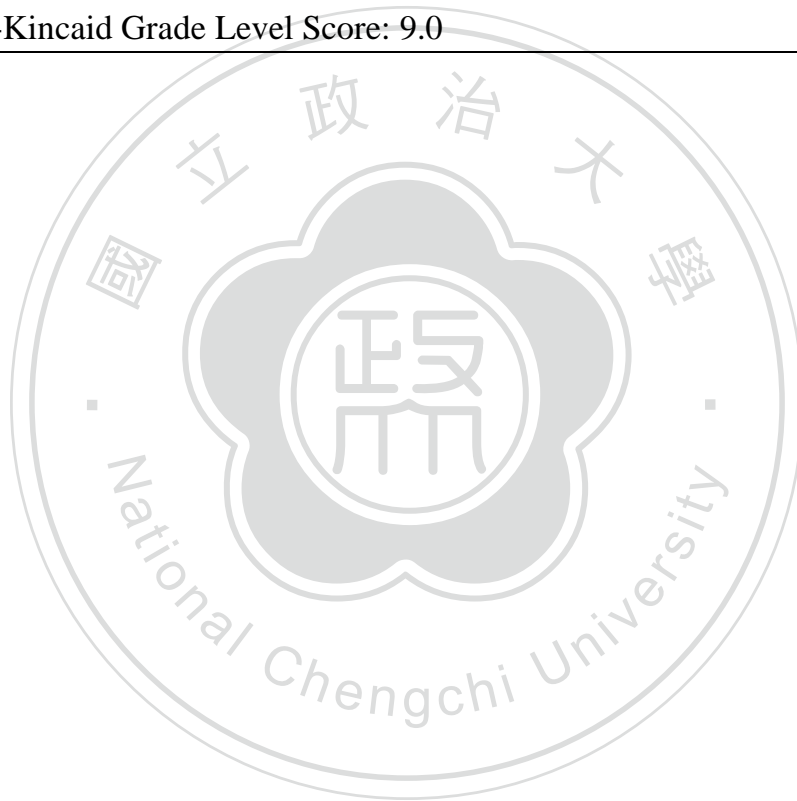 -Kincaid Grade Level Score: 9.0
國立政治大學
政
National Chengchi University